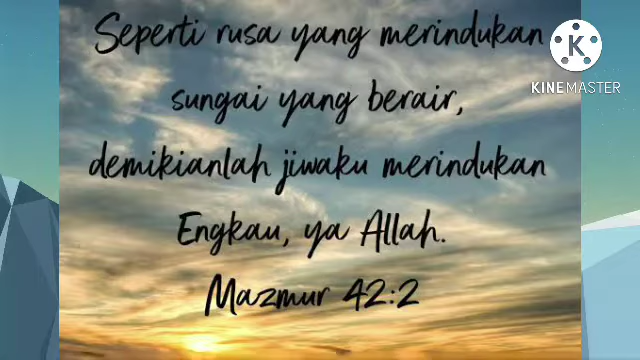 Seperti rusa yang merindukan
sungai yang berair,
demikianlah jiwaku merindukan
Engkau, ya Allah.
Mazmur 42:2
K
KINEMASTER